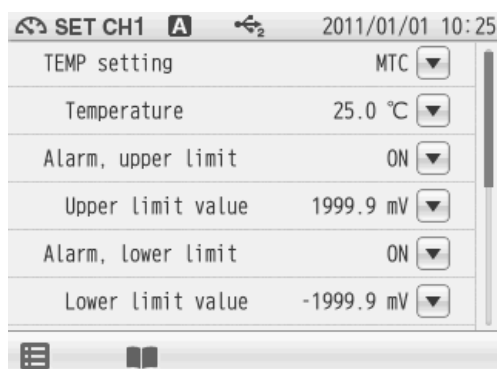 SET CH1 A 2 2011/01/01 10:25
TEMP setting MTC
Temperature 25.0 ℃
Alarm, upper limit ON
Upper limit value 1999.9 mV
Alarm, lower limit ON
Lower limit value -1999.9 mV